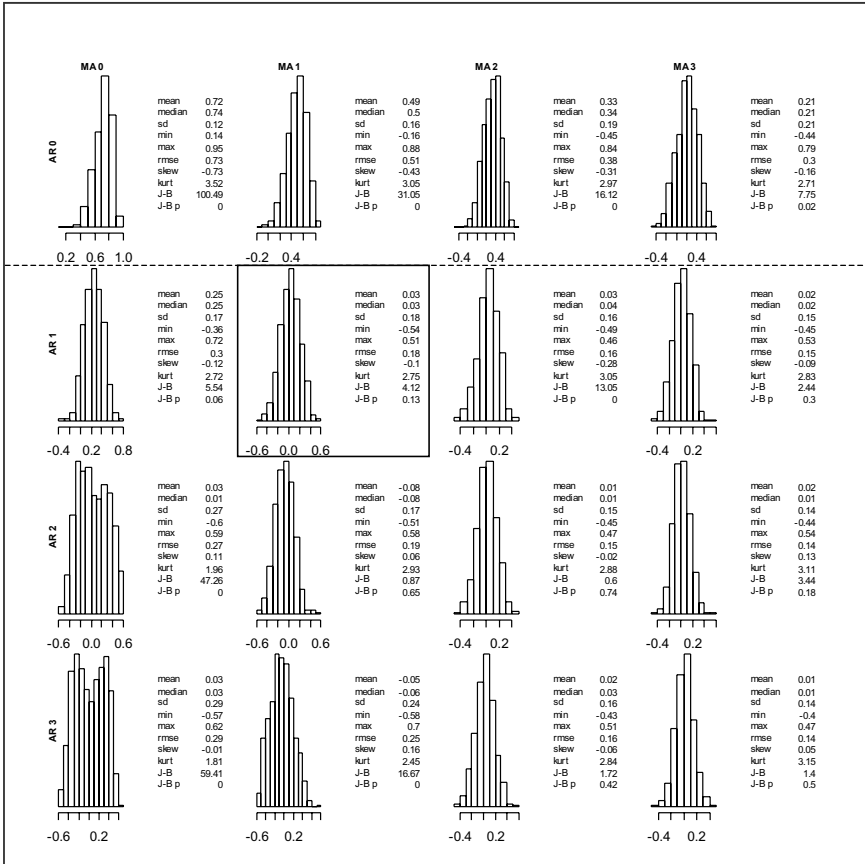 MA 0 MA 1 MA 2 MA 3
AR 0
mean 0.72
median 0.74
sd 0.12
min 0.14
max 0.95
rmse 0.73
skew -0.73
kurt 3.52
J-B 100.49
J-B p 0
0.2 0.6 1.0
mean 0.49
median 0.5
sd 0.16
min -0.16
max 0.88
rmse 0.51
skew -0.43
kurt 3.05
J-B 31.05
J-B p 0
-0.2 0.4
mean 0.33
median 0.34
sd 0.19
min -0.45
max 0.84
rmse 0.38
skew -0.31
kurt 2.97
J-B 16.12
J-B p 0
-0.4 0.4
mean 0.21
median 0.21
sd 0.21
min -0.44
max 0.79
rmse 0.3
skew -0.16
kurt 2.71
J-B 7.75
J-B p 0.02
-0.4 0.4
AR 1
mean 0.25
median 0.25
sd 0.17
min -0.36
max 0.72
rmse 0.3
skew -0.12
kurt 2.72
J-B 5.54
J-B p 0.06
-0.4 0.2 0.8
mean 0.03
median 0.03
sd 0.18
min -0.54
max 0.51
rmse 0.18
skew -0.1
kurt 2.75
J-B 4.12
J-B p 0.13
-0.6 0.0 0.6
mean 0.03
median 0.04
sd 0.16
min -0.49
max 0.46
rmse 0.16
skew -0.28
kurt 3.05
J-B 13.05
J-B p 0
-0.4 0.2
mean 0.02
median 0.02
sd 0.15
min -0.45
max 0.53
rmse 0.15
skew -0.09
kurt 2.83
J-B 2.44
J-B p 0.3
-0.4 0.2
AR 2
mean 0.03
median 0.01
sd 0.27
min -0.6
max 0.59
rmse 0.27
skew 0.11
kurt 1.96
J-B 47.26
J-B p 0
-0.6 0.0 0.6
mean -0.08
median -0.08
sd 0.17
min -0.51
max 0.58
rmse 0.19
skew 0.06
kurt 2.93
J-B 0.87
J-B p 0.65
-0.6 0.0 0.6
mean 0.01
median 0.01
sd 0.15
min -0.45
max 0.47
rmse 0.15
skew -0.02
kurt 2.88
J-B 0.6
J-B p 0.74
-0.4 0.2
mean 0.02
median 0.01
sd 0.14
min -0.44
max 0.54
rmse 0.14
skew 0.13
kurt 3.11
J-B 3.44
J-B p 0.18
-0.4 0.2
AR 3
mean 0.03
median 0.03
sd 0.29
min -0.57
max 0.62
rmse 0.29
skew -0.01
kurt 1.81
J-B 59.41
J-B p 0
-0.6 0.2
mean -0.05
median -0.06
sd 0.24
min -0.58
max 0.7
rmse 0.25
skew 0.16
kurt 2.45
J-B 16.67
J-B p 0
-0.6 0.2
mean 0.02
median 0.03
sd 0.16
min -0.43
max 0.51
rmse 0.16
skew -0.06
kurt 2.84
J-B 1.72
J-B p 0.42
-0.4 0.2
mean 0.01
median 0.01
sd 0.14
min -0.4
max 0.47
rmse 0.14
skew 0.05
kurt 3.15
J-B 1.4
J-B p 0.5
-0.4 0.2